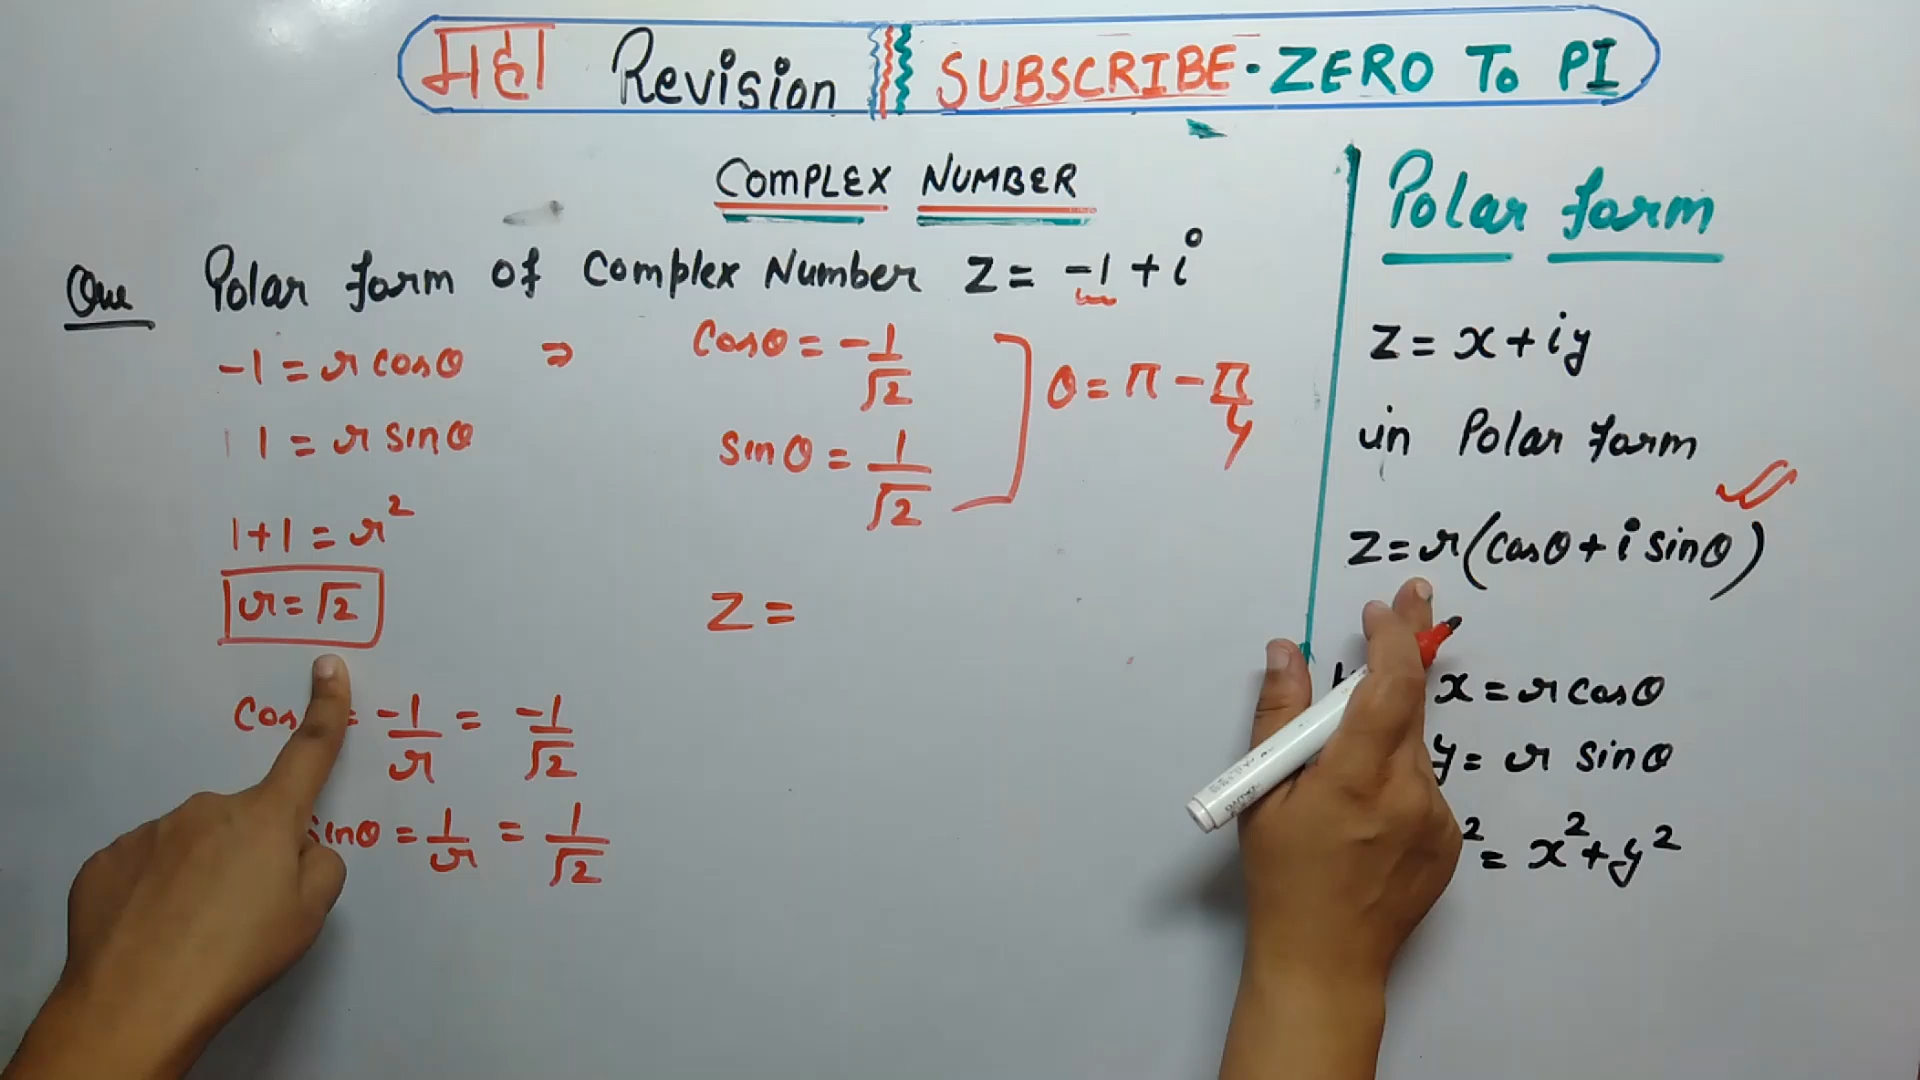 महा Revision SUBSCRIBE·ZERO TO PI
COMPLEX NUMBER
Que Polar form of Complex Number Z = -1 + i
-1 = r cosθ ⇒ cosθ = -1/√2
1 = r sinθ sinθ = 1/√2
θ = π - π/4
1+1 = r²
r = √2
Z =
= -1/r = -1/√2
sinθ = 1/r = 1/√2
Polar form
Z = x + iy
in Polar form
Z = r(cosθ + i sinθ)
x = r cosθ
y = r sinθ
² = x² + y²